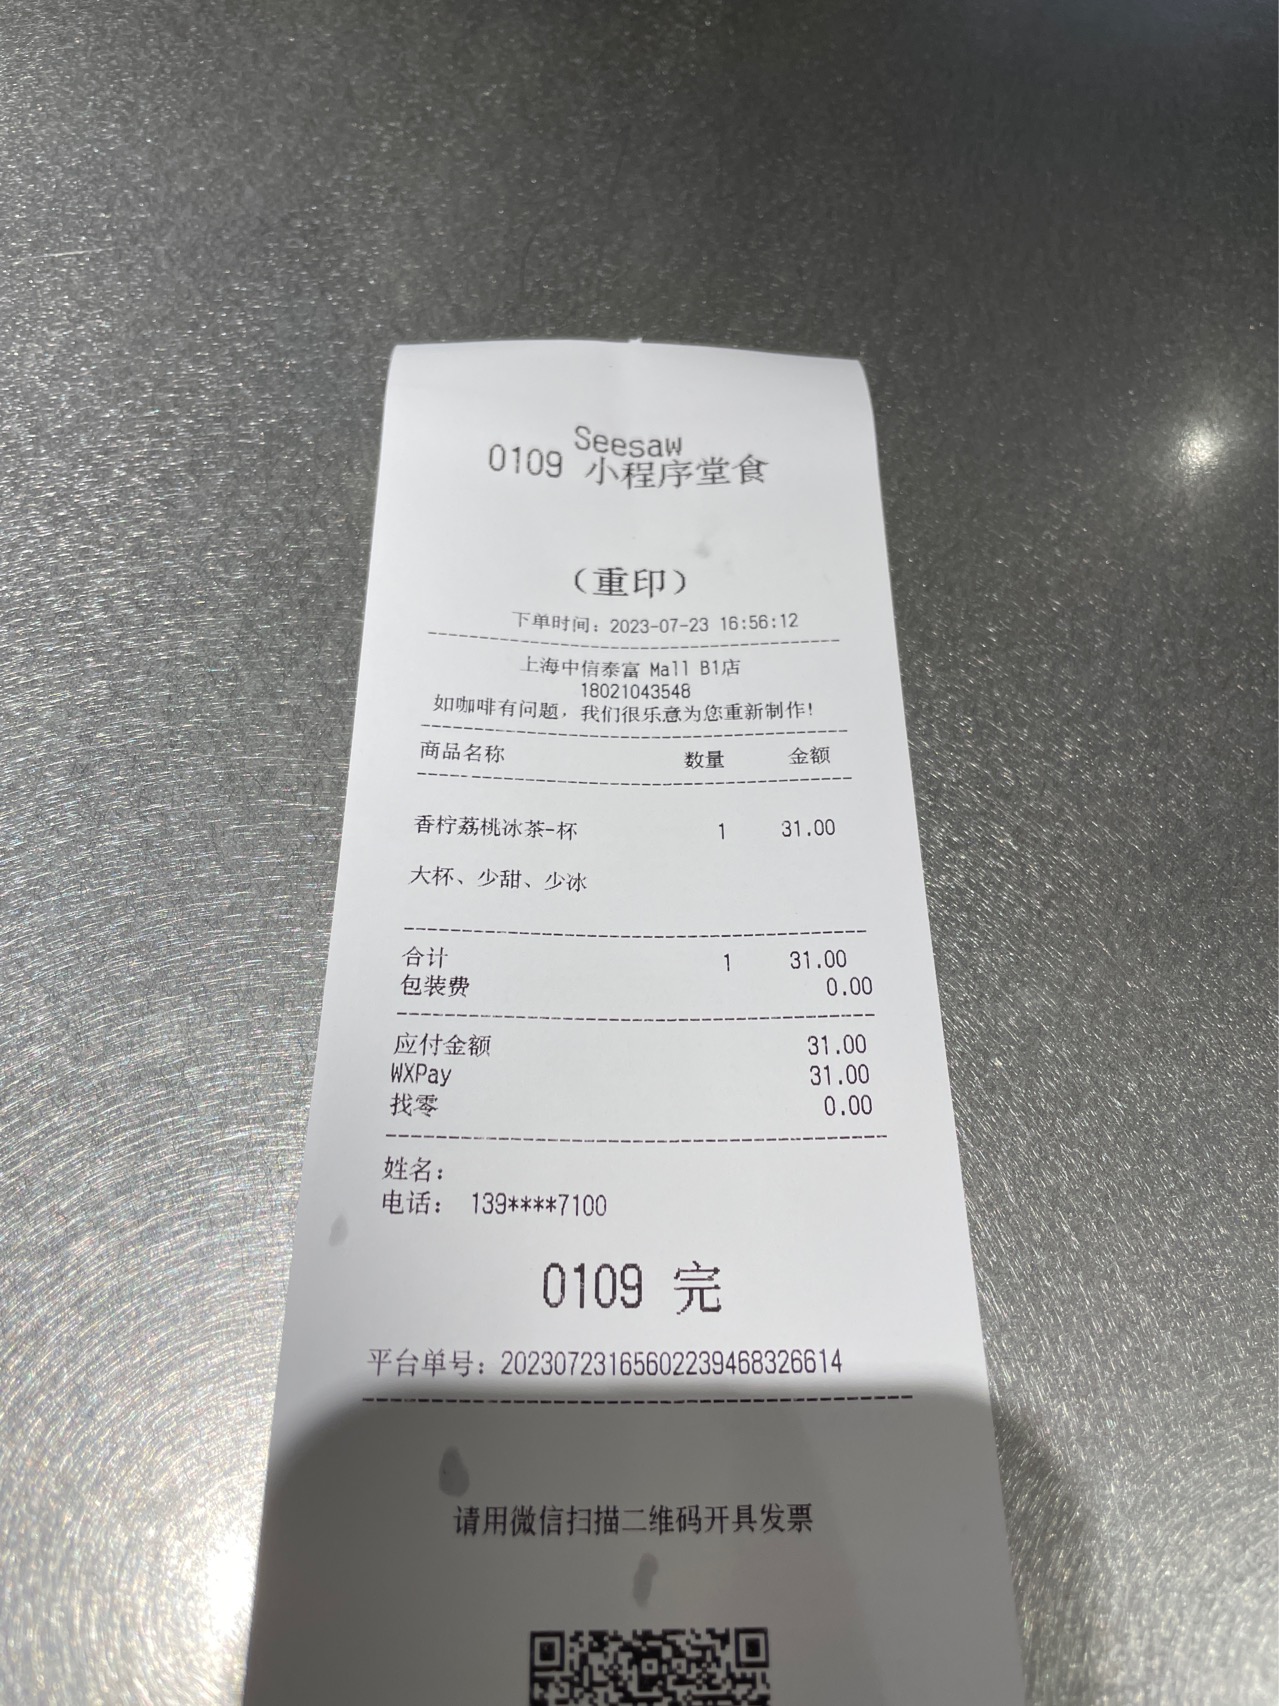 Seesaw
0109 小程序堂食
（重印）
下单时间：2023-07-23 16:56:12
上海中信泰富 Mall B1店
18021043548
如咖啡有问题，我们很乐意为您重新制作！
商品名称 数量 金额
香柠荔桃冰茶-杯 1 31.00
大杯、少甜、少冰
合计 1 31.00
包装费 0.00
应付金额 31.00
WXPay 31.00
找零 0.00
姓名：
电话： 139****7100
0109 完
平台单号：2023072316560223946832​6614
请用微信扫描二维码开具发票